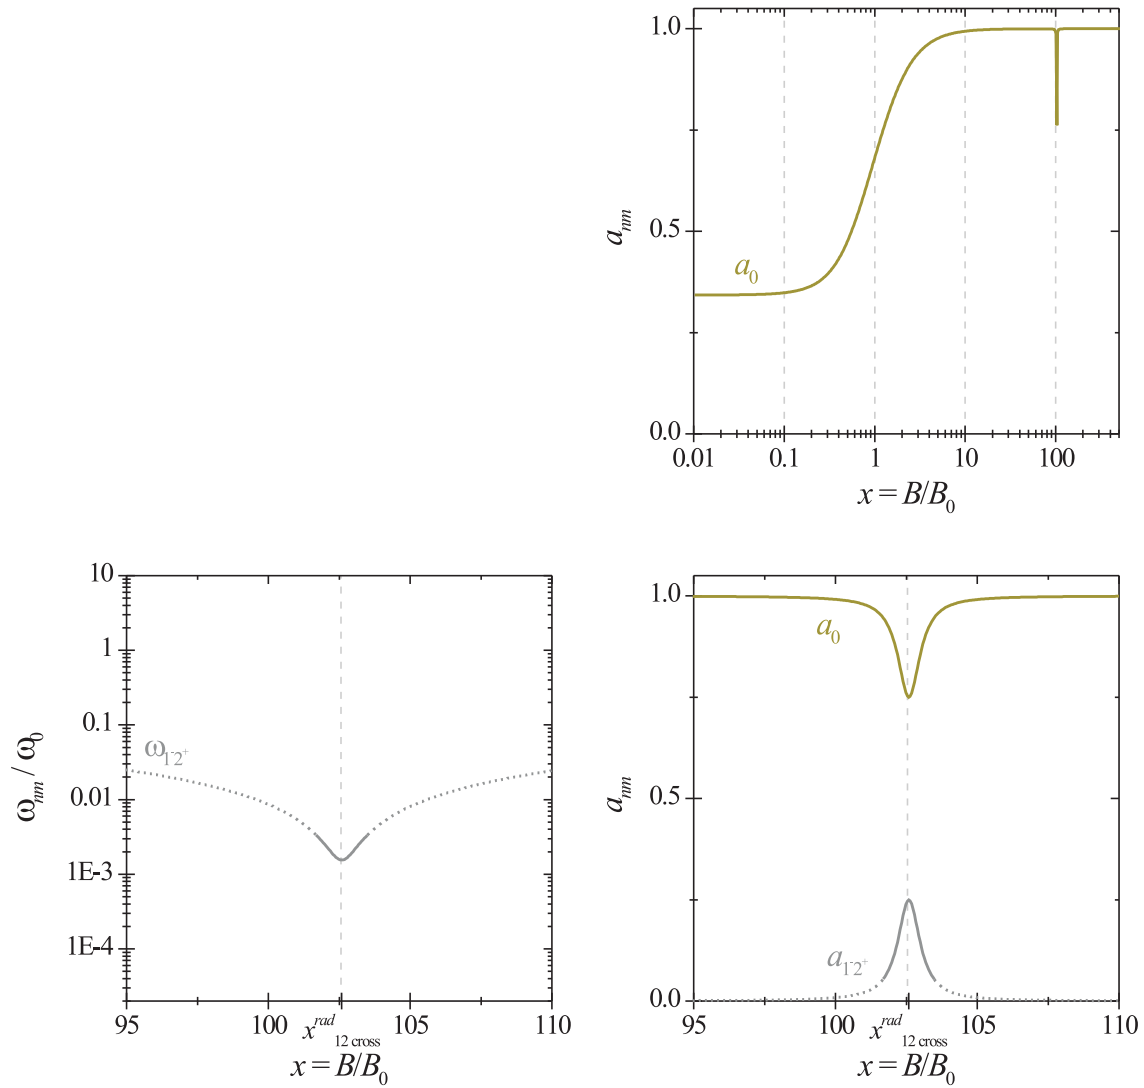 1.0
0.5
0.0
a_nm
a_0
0.01 0.1 1 10 100
x = B/B_0
10
1
0.1
0.01
1E-3
1E-4
ω_nm / ω_0
ω_1⁻2⁺
95 100 x^rad_12 cross 105 110
x = B/B_0
1.0
0.5
0.0
a_nm
a_0
a_1⁻2⁺
95 100 x^rad_12 cross 105 110
x = B/B_0